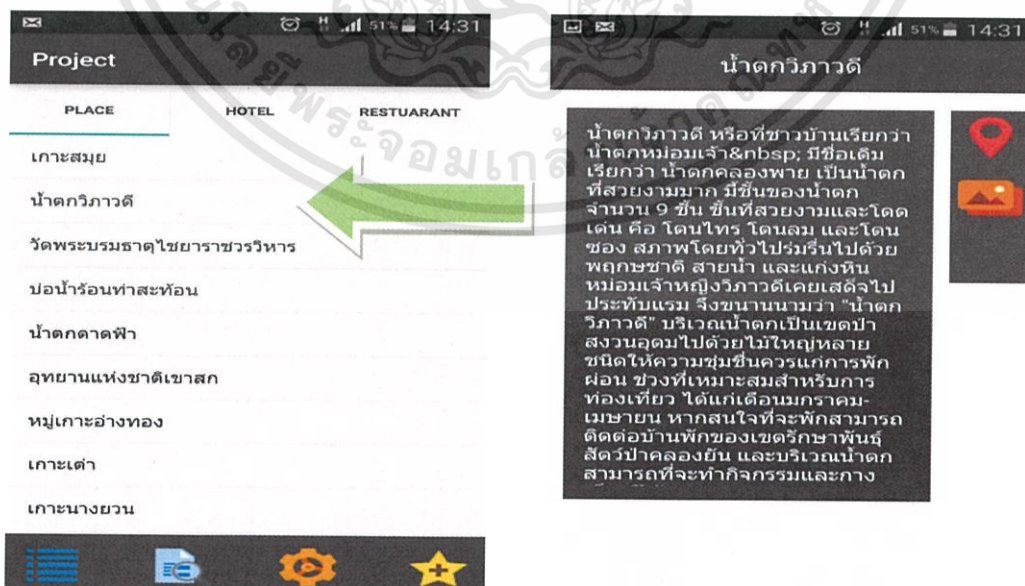 51% 14:31
Project
PLACE HOTEL RESTUARANT
เกาะสมุย
น้ำตกวิภาวดี
วัดพระบรมธาตุไชยาราชวรวิหาร
บ่อน้ำร้อนท่าสะท้อน
น้ำตกดาดฟ้า
อุทยานแห่งชาติเขาสก
หมู่เกาะอ่างทอง
เกาะเต่า
เกาะนางยวน
51% 14:31
น้ำตกวิภาวดี
น้ำตกวิภาวดี หรือที่ชาวบ้านเรียกว่า
น้ำตกหม่อมเจ้า&nbsp; มีชื่อเดิม
เรียกว่า น้ำตกคลองพาย เป็นน้ำตก
ที่สวยงามมาก มีชั้นของน้ำตก
จำนวน 9 ชั้น ชั้นที่สวยงามและโดด
เด่น คือ โตนไทร โตนลม และโตน
ซอง สภาพโดยทั่วไปร่มรื่นไปด้วย
พฤกษชาติ สายน้ำ และแก่งหิน
หม่อมเจ้าหญิงวิภาวดีเคยเสด็จไป
ประทับแรม จึงขนานนามว่า "น้ำตก
วิภาวดี" บริเวณน้ำตกเป็นเขตป่า
สงวนอุดมไปด้วยไม้ใหญ่หลาย
ชนิดให้ความชุ่มชื่นควรแก่การพัก
ผ่อน ช่วงที่เหมาะสมสำหรับการ
ท่องเที่ยว ได้แก่เดือนมกราคม-
เมษายน หากสนใจที่จะพักสามารถ
ติดต่อบ้านพักของเขตรักษาพันธุ์
สัตว์ป่าคลองยัน และบริเวณน้ำตก
สามารถที่จะทำกิจกรรมและกาง